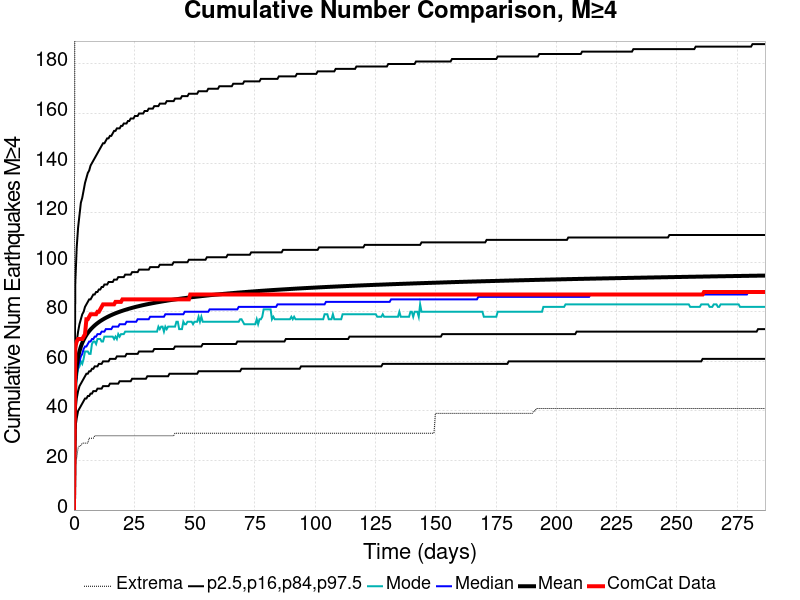 Cumulative Number Comparison, M≥4
Cumulative Num Earthquakes M≥4
180
160
140
120
100
80
60
40
20
0
0 25 50 75 100 125 150 175 200 225 250 275
Time (days)
Extrema p2.5,p16,p84,p97.5 Mode Median Mean ComCat Data